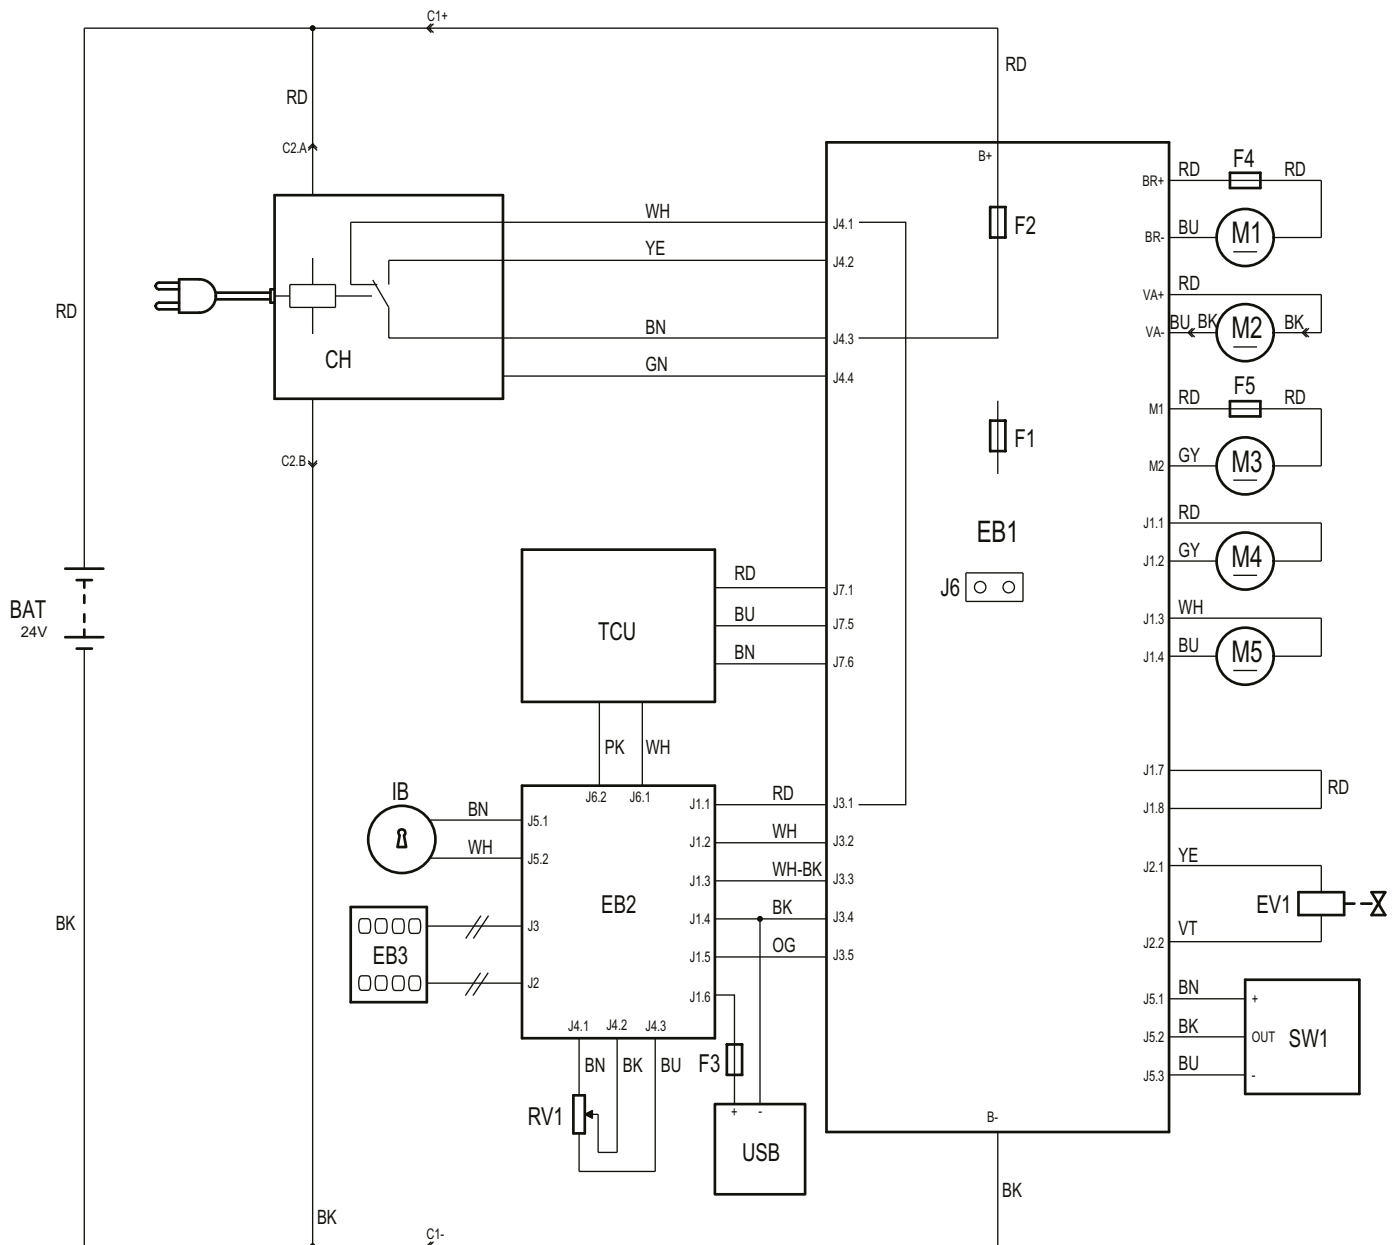 C1+
RD
RD
C2.A
B+
BR+
RD
F4
RD
WH
J4.1
F2
BR-
BU
M1
YE
J4.2
RD
VA+
RD
BN
J4.3
VA-
BU
BK
M2
BK
CH
GN
J4.4
F5
M1
RD
RD
F1
C2.B
M2
GY
M3
J1.1
RD
EB1
J1.2
GY
M4
RD
J7.1
J6
BAT
24V
TCU
BU
J7.5
J1.3
WH
BN
J7.6
J1.4
BU
M5
PK
WH
J1.7
IB
J6.2
J6.1
J1.1
RD
J3.1
J1.8
RD
BN
J5.1
J1.2
WH
J3.2
WH
J5.2
J2.1
YE
J1.3
WH-BK
J3.3
EB2
EV1
BK
J3
J1.4
BK
J3.4
EB3
J1.5
OG
J3.5
J2.2
VT
J2
J1.6
J5.1
BN
+
J4.1
J4.2
J4.3
J5.2
BK
OUT
SW1
BN
BK
BU
F3
J5.3
BU
-
RV1
+
-
B-
USB
BK
BK
C1-